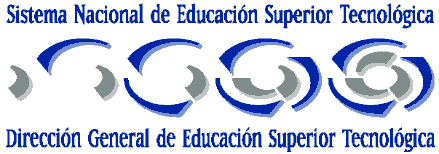 Sistema Nacional de Educación Superior Tecnológica
Dirección General de Educación Superior Tecnológica